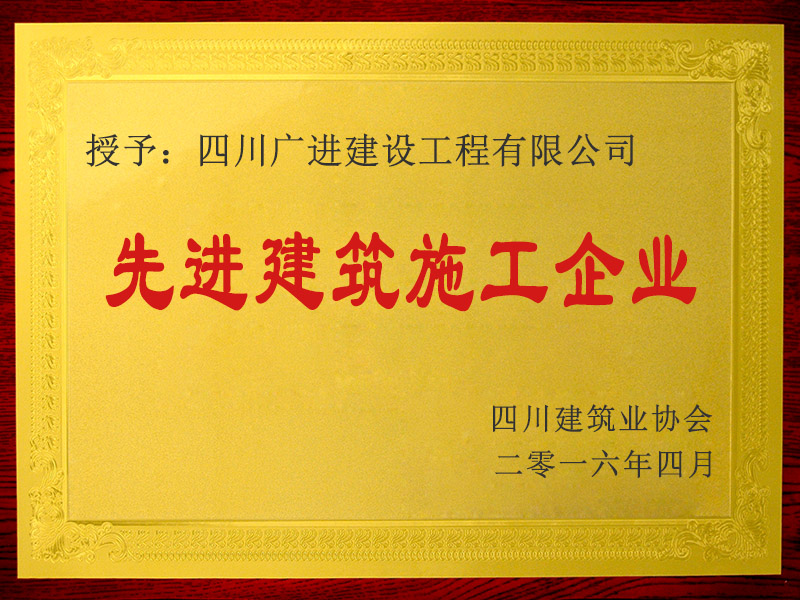 授予：四川广进建设工程有限公司
先进建筑施工企业
四川建筑业协会
二零一六年四月